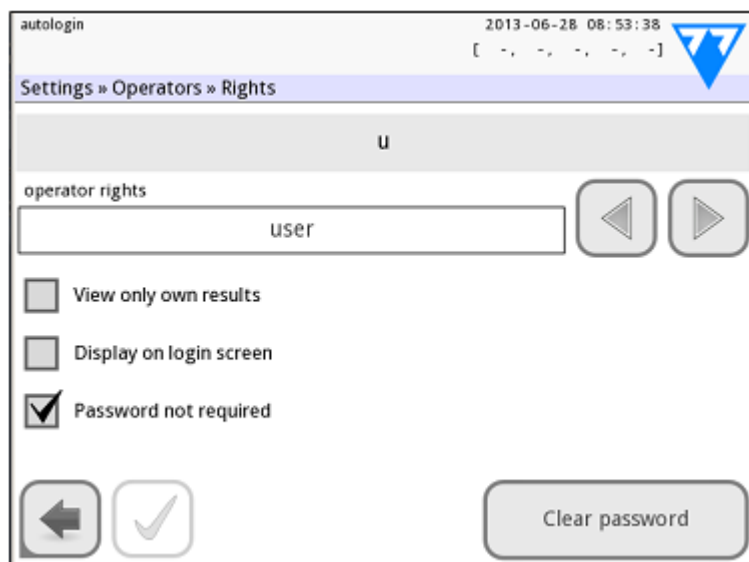 autologin
2013-06-28 08:53:38
[ -, -, -, -, -]
Settings » Operators » Rights
u
operator rights
user
View only own results
Display on login screen
Password not required
Clear password